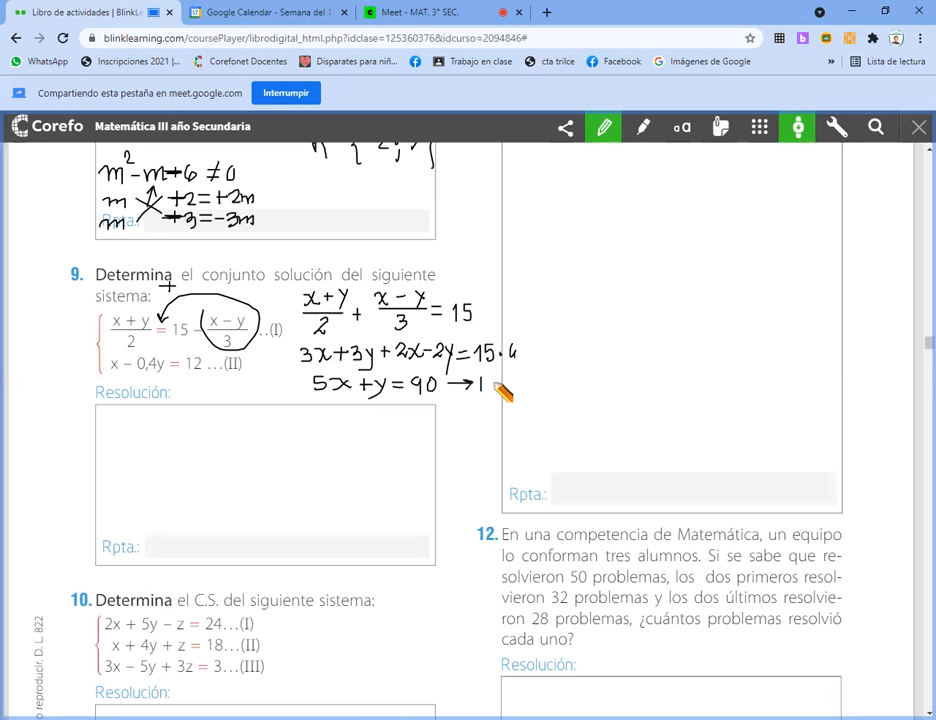 Libro de actividades | BlinkLe
Google Calendar - Semana del 1
Meet - MAT. 3° SEC.
blinklearning.com/coursePlayer/librodigital_html.php?idclase=125360376&idcurso=2094846#
WhatsApp
Inscripciones 2021 |...
Corefonet Docentes
Disparates para niñ...
Trabajo en clase
cta trilce
Facebook
Imágenes de Google
»
Lista de lectura
Compartiendo esta pestaña en meet.google.com
Interrumpir
Corefo
Matemática III año Secundaria
aa
m² - m + 6 ≠ 0
m +2 = +2m
m +3 = -3m
Rpta.:
9. Determina el conjunto solución del siguiente
sistema:
+
x + y / 2 = 15 - x - y / 3 ...(I)
x - 0,4y = 12 ...(II)
x + y / 2 + x - y / 3 = 15
3x + 3y + 2x - 2y = 15 · 6
5x + y = 90 → I
Resolución:
Rpta.:
10. Determina el C.S. del siguiente sistema:
2x + 5y - z = 24...(I)
x + 4y + z = 18...(II)
3x - 5y + 3z = 3...(III)
Resolución:
o reproducir. D. L. 822
Rpta.:
12. En una competencia de Matemática, un equipo
lo conforman tres alumnos. Si se sabe que re-
solvieron 50 problemas, los dos primeros resol-
vieron 32 problemas y los dos últimos resolvie-
ron 28 problemas, ¿cuántos problemas resolvió
cada uno?
Resolución: